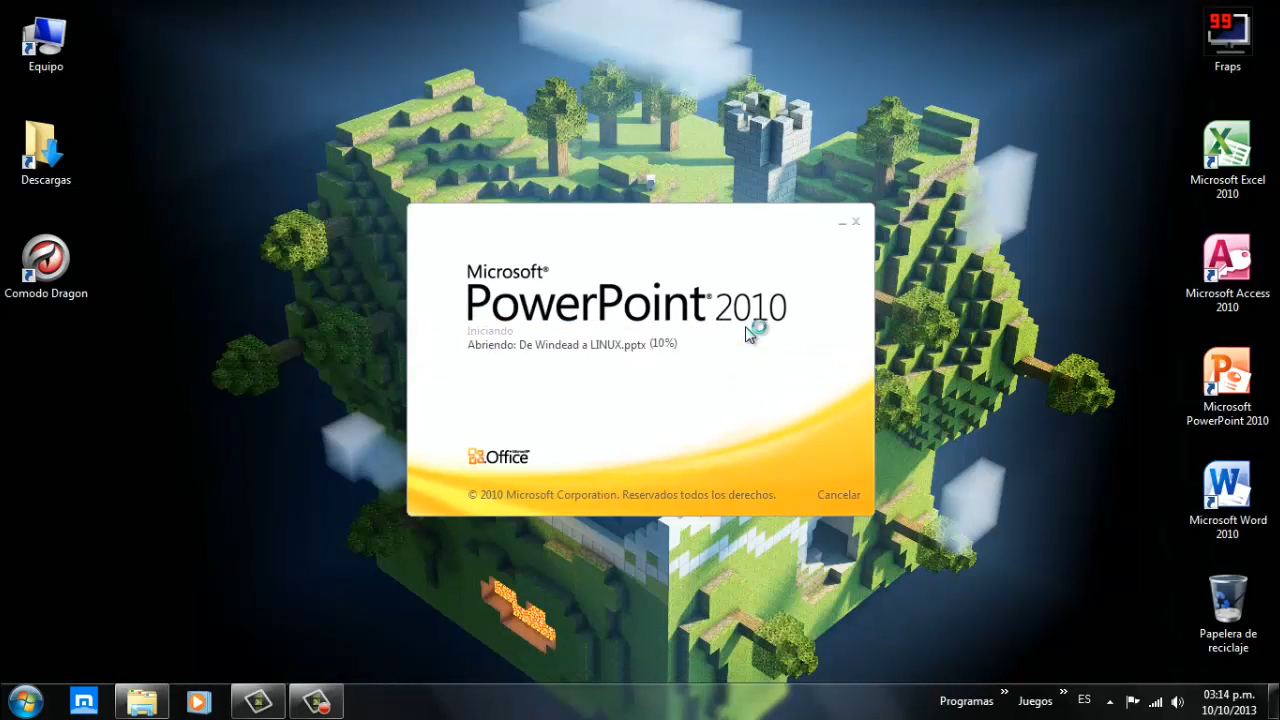 Equipo
Descargas
Comodo Dragon
Microsoft®
PowerPoint® 2010
Iniciando
Abriendo: De Windead a LINUX.pptx (10%)
Microsoft®
Office
© 2010 Microsoft Corporation. Reservados todos los derechos.
Cancelar
99
Fraps
Microsoft Excel
2010
Microsoft Access
2010
Microsoft
PowerPoint 2010
Microsoft Word
2010
Papelera de
reciclaje
Programas
Juegos
ES
03:14 p.m.
10/10/2013